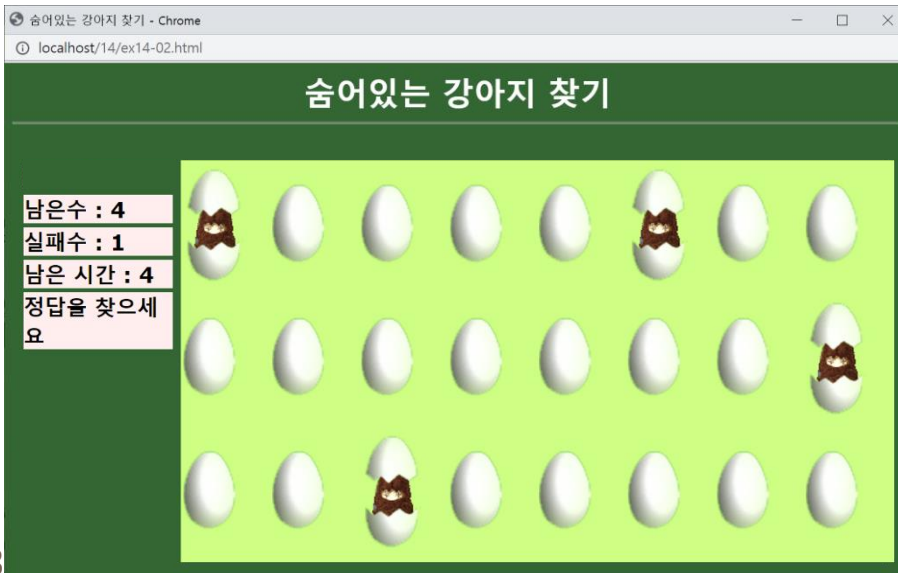 숨어있는 강아지 찾기 - Chrome
localhost/14/ex14-02.html
숨어있는 강아지 찾기
남은수 : 4
실패수 : 1
남은 시간 : 4
정답을 찾으세
요